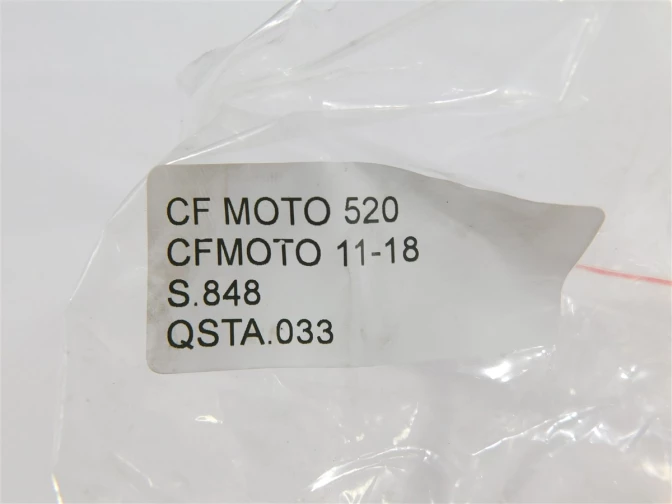 CF MOTO 520
CFMOTO 11-18
S.848
QSTA.033